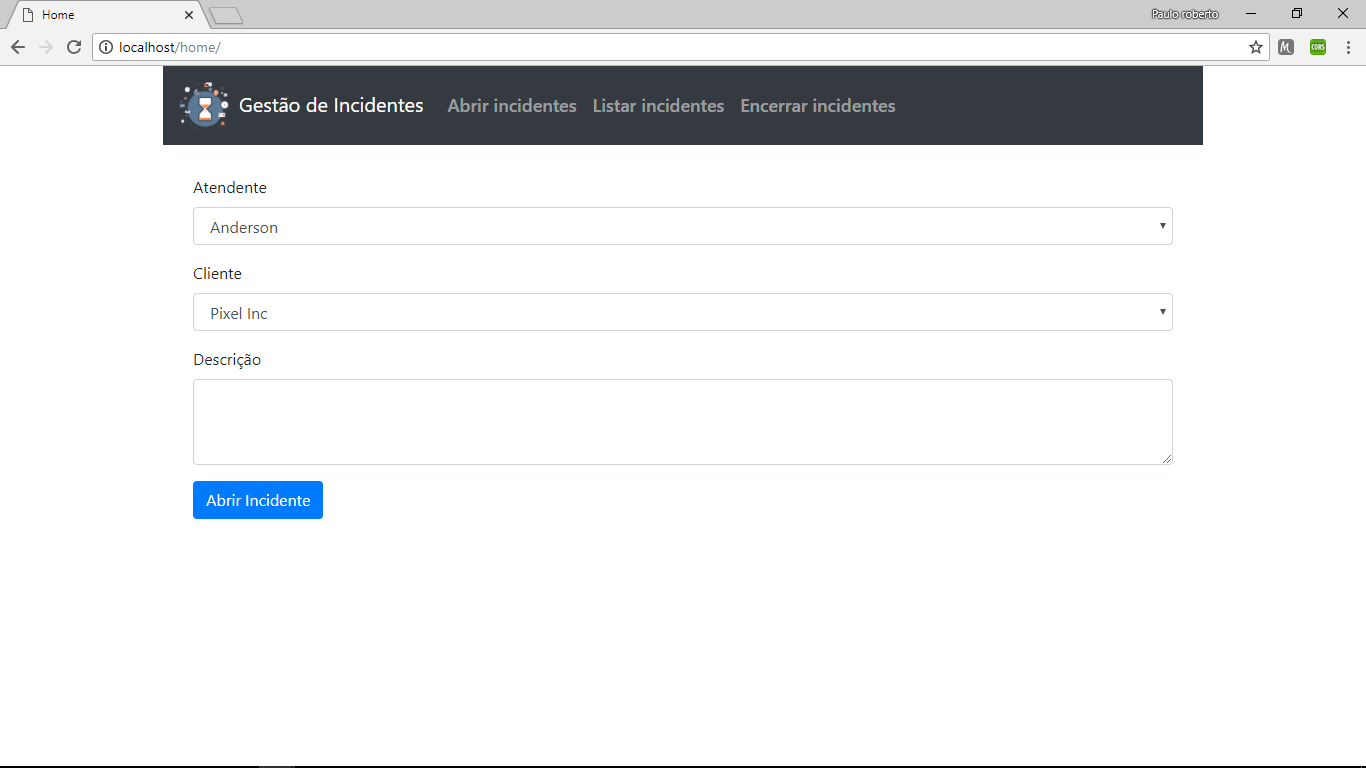 Home
Paulo roberto
localhost/home/
M
CORS
Gestão de Incidentes Abrir incidentes Listar incidentes Encerrar incidentes
Atendente
Anderson
Cliente
Pixel Inc
Descrição
Abrir Incidente